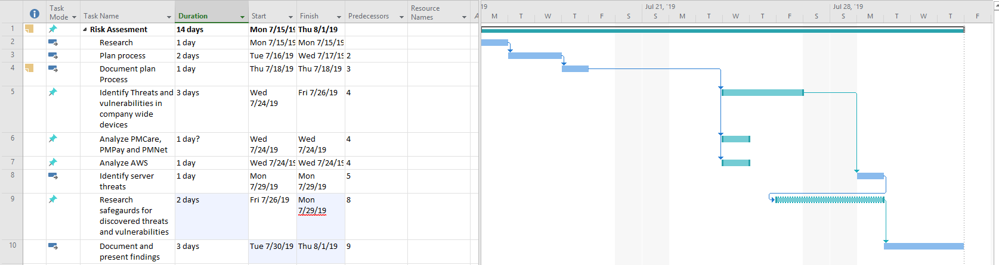 Task Mode Task Name Duration Start Finish Predecessors Resource Names A
19 Jul 21, '19 Jul 28, '19
M T W T F S S M T W T F S S M T W T F
1 Risk Assesment 14 days Mon 7/15/19 Thu 8/1/19
2 Research 1 day Mon 7/15/19 Mon 7/15/19
3 Plan process 2 days Tue 7/16/19 Wed 7/17/19 2
4 Document plan 1 day Thu 7/18/19 Thu 7/18/19 3
Process
5 Identify Threats and 3 days Wed Fri 7/26/19 4
vulnerabilities in 7/24/19
company wide
devices
6 Analyze PMCare, 1 day? Wed Wed 4
PMPay and PMNet 7/24/19 7/24/19
7 Analyze AWS 1 day Wed 7/24/19 Wed 7/24/19 4
8 Identify server 1 day Mon Mon 5
threats 7/29/19 7/29/19
9 Research 2 days Fri 7/26/19 Mon 8
safegaurds for 7/29/19
discovered threats
and vulnerabilities
10 Document and 3 days Tue 7/30/19 Thu 8/1/19 9
present findings